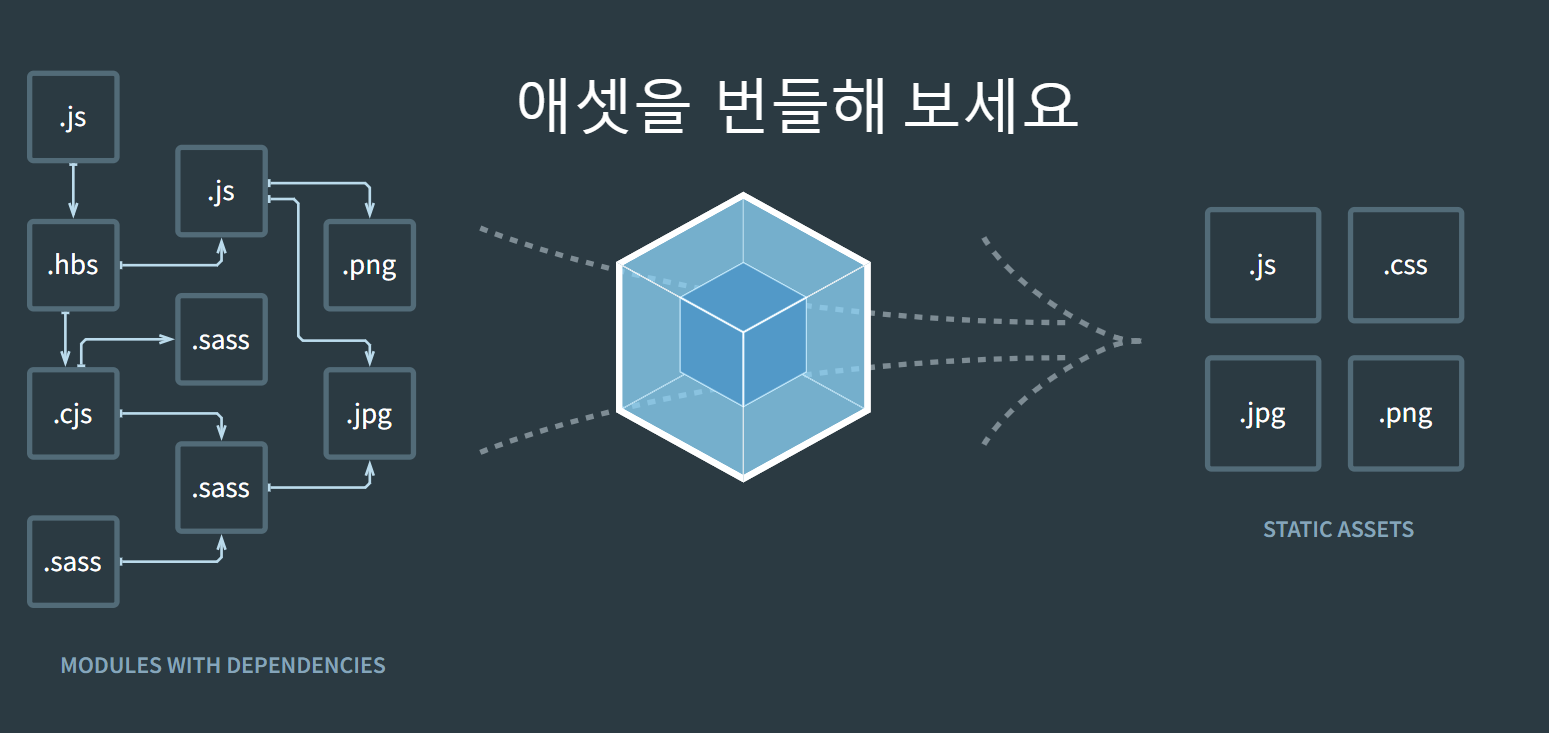 애셋을 번들해 보세요
.js
.js
.hbs
.png
.sass
.cjs
.jpg
.sass
.sass
MODULES WITH DEPENDENCIES
.js
.css
.jpg
.png
STATIC ASSETS